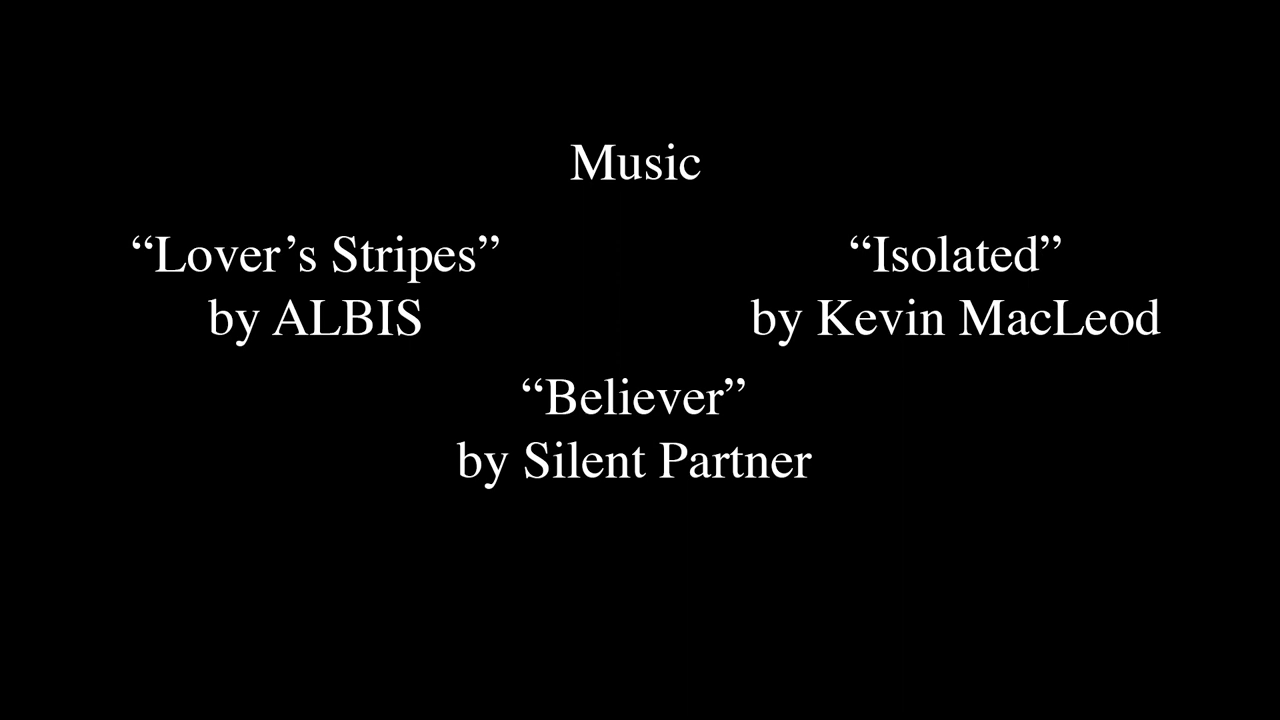 Music
“Lover’s Stripes”
by ALBIS
“Isolated”
by Kevin MacLeod
“Believer”
by Silent Partner